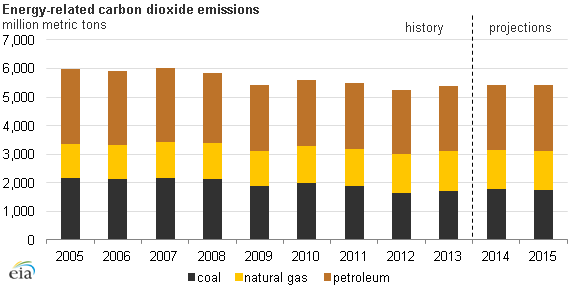 Energy-related carbon dioxide emissions
million metric tons
7,000
history
projections
6,000
5,000
4,000
3,000
2,000
1,000
0
2005 2006 2007 2008 2009 2010 2011 2012 2013 2014 2015
eia
coal natural gas petroleum